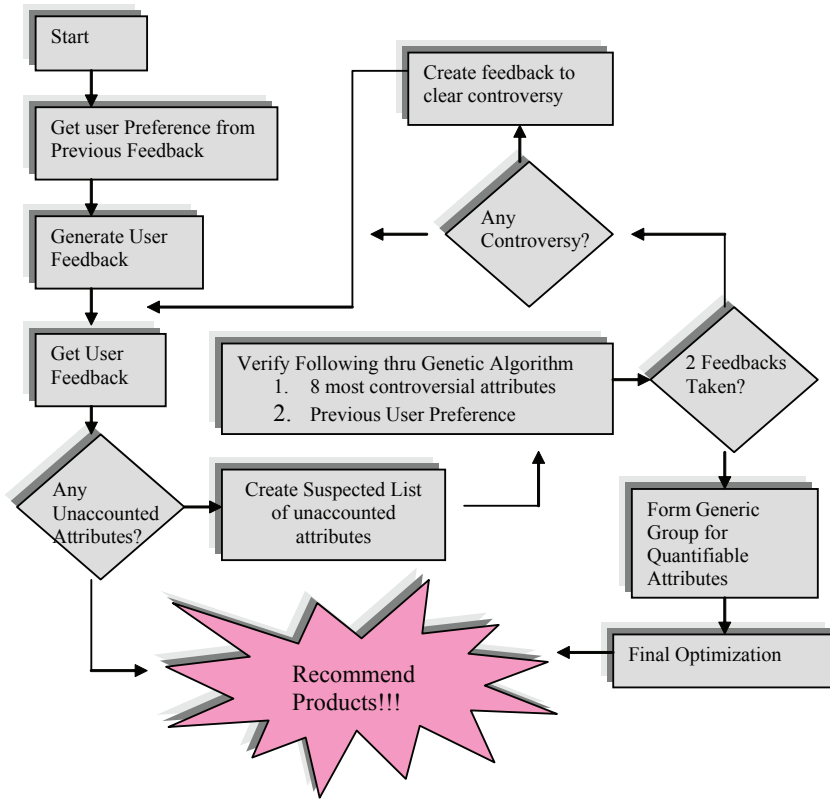 Start
Get user Preference from
Previous Feedback
Generate User
Feedback
Get User
Feedback
Any
Unaccounted
Attributes?
Create Suspected List
of unaccounted
attributes
Verify Following thru Genetic Algorithm
1. 8 most controversial attributes
2. Previous User Preference
2 Feedbacks
Taken?
Any
Controversy?
Create feedback to
clear controversy
Form Generic
Group for
Quantifiable
Attributes
Final Optimization
Recommend
Products!!!